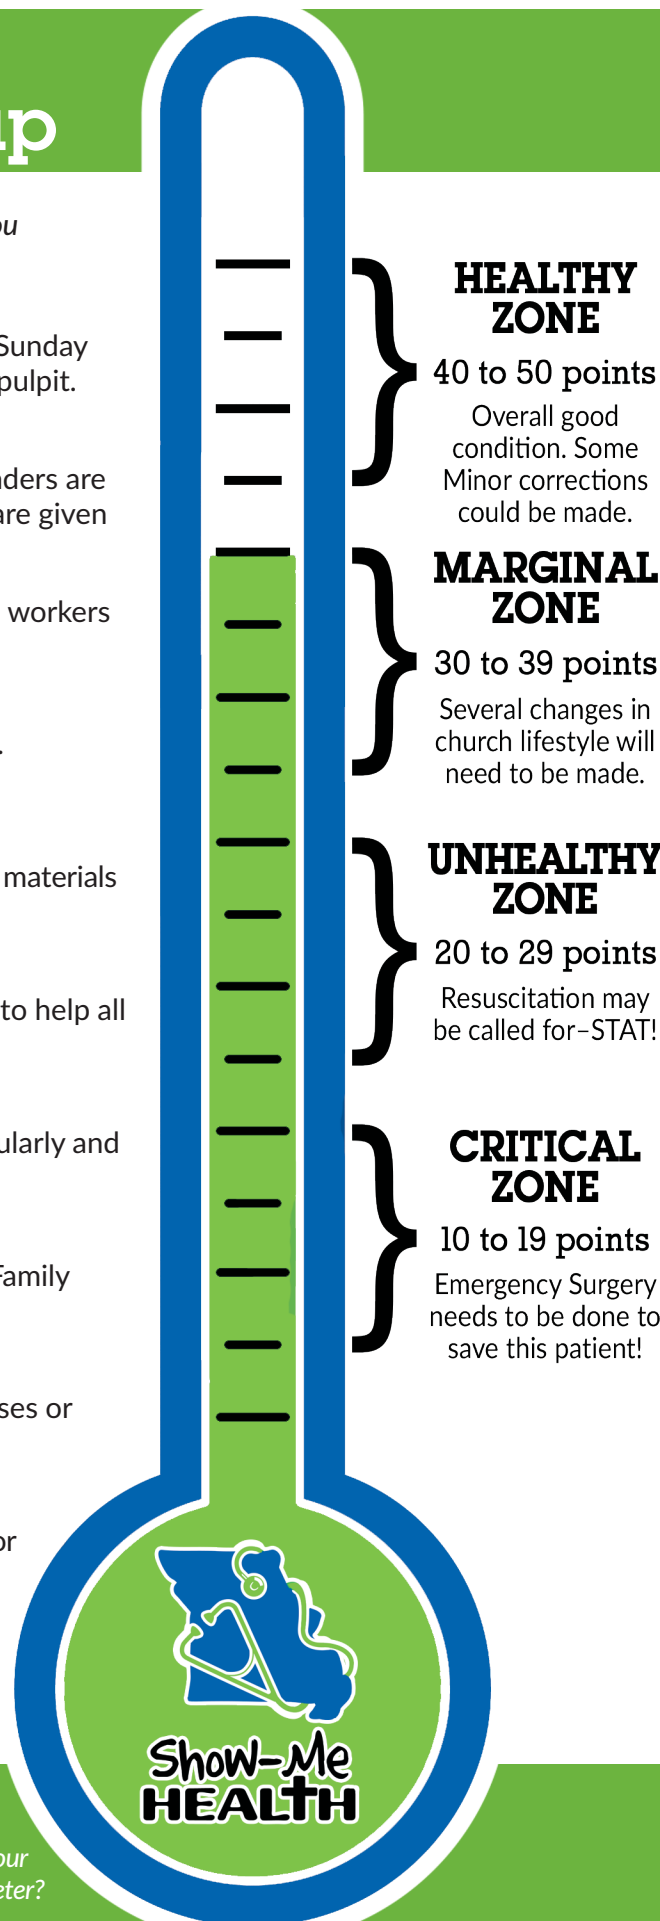 up
ou
Sunday
pulpit.
ders are
are given
workers
.
materials
to help all
ularly and
Family
ses or
or
our
eter?
HEALTHY
ZONE
40 to 50 points
Overall good
condition. Some
Minor corrections
could be made.
MARGINAL
ZONE
30 to 39 points
Several changes in
church lifestyle will
need to be made.
UNHEALTHY
ZONE
20 to 29 points
Resuscitation may
be called for–STAT!
CRITICAL
ZONE
10 to 19 points
Emergency Surgery
needs to be done to
save this patient!
Show-Me
HEALTH